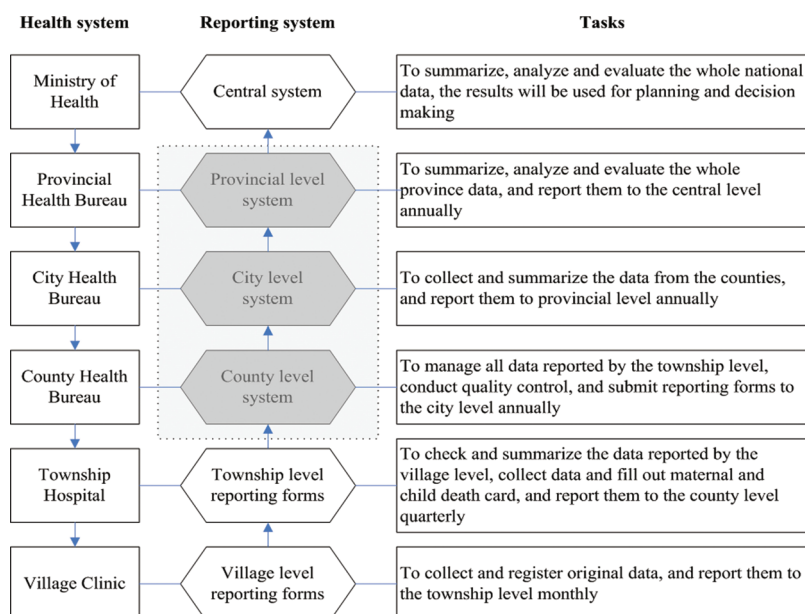 Health system
Reporting system
Tasks
Ministry of
Health
Central system
To summarize, analyze and evaluate the whole national
data, the results will be used for planning and decision
making
Provincial
Health Bureau
Provincial level
system
To summarize, analyze and evaluate the whole
province data, and report them to the central level
annually
City Health
Bureau
City level
system
To collect and summarize the data from the counties,
and report them to provincial level annually
County Health
Bureau
County level
system
To manage all data reported by the township level,
conduct quality control, and submit reporting forms to
the city level annually
Township
Hospital
Township level
reporting forms
To check and summarize the data reported by the
village level, collect data and fill out maternal and
child death card, and report them to the county level
quarterly
Village Clinic
Village level
reporting forms
To collect and register original data, and report them to
the township level monthly